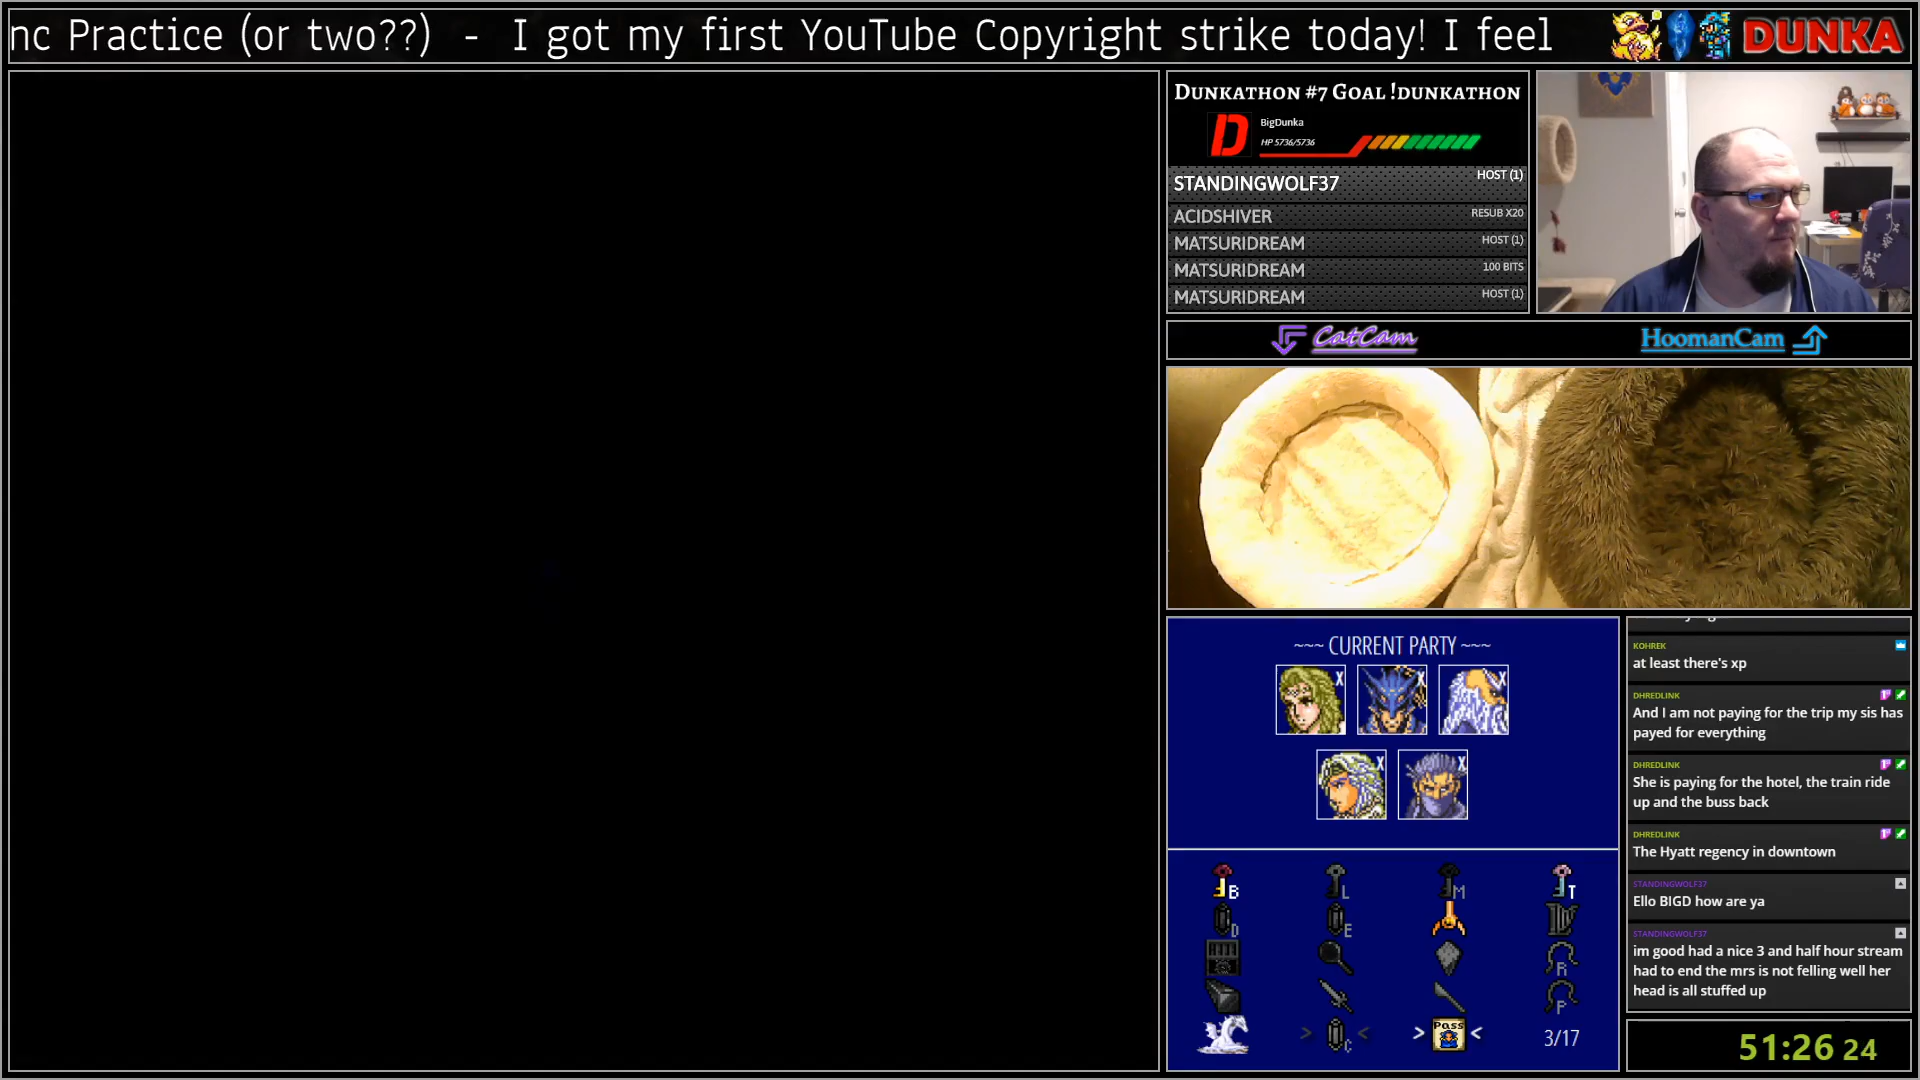 nc Practice (or two??)  -  I got my first YouTube Copyright strike today! I feel
DUNKA
DUNKATHON #7 GOAL !DUNKATHON
D
BigDunka
HP 5736/5736
STANDINGWOLF37 HOST (1)
ACIDSHIVER RESUB X20
MATSURIDREAM HOST (1)
MATSURIDREAM 100 BITS
MATSURIDREAM HOST (1)
CatCam
HoomanCam
~~~ CURRENT PARTY ~~~
X X X
X X
B L M T
D E
R
P
> C < > PASS < 3/17
KOHREK
at least there's xp
DHREDLINK
And I am not paying for the trip my sis has
payed for everything
DHREDLINK
She is paying for the hotel, the train ride
up and the buss back
DHREDLINK
The Hyatt regency in downtown
STANDINGWOLF37
Ello BIGD how are ya
STANDINGWOLF37
im good had a nice 3 and half hour stream
had to end the mrs is not felling well her
head is all stuffed up
51:26 24